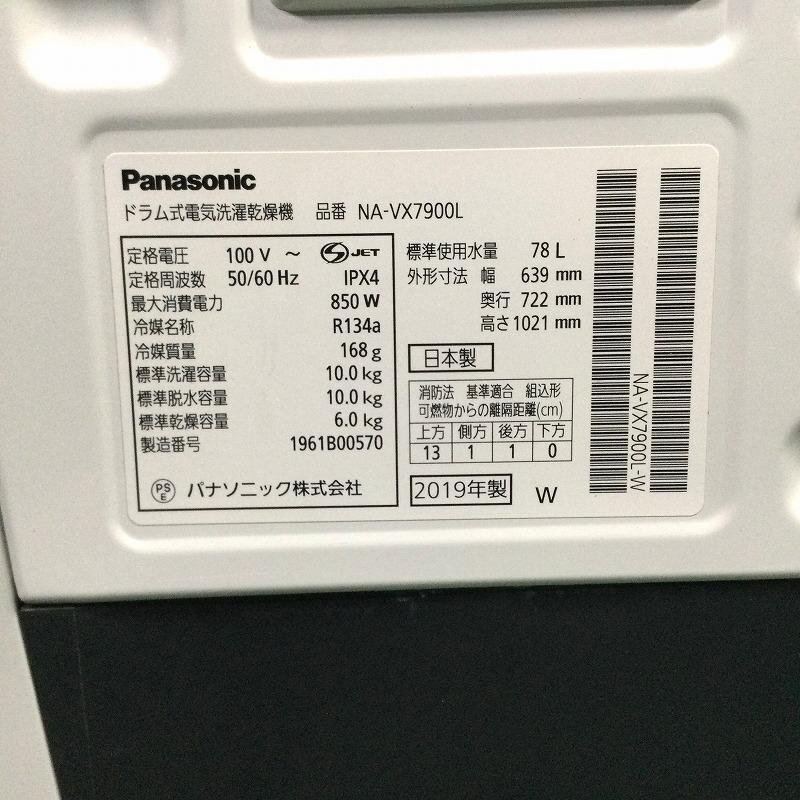 Panasonic
ドラム式電気洗濯乾燥機 品番 NA-VX7900L
定格電圧 100 V ～ S JET
定格周波数 50/60 Hz IPX4
最大消費電力 850 W
冷媒名称 R134a
冷媒質量 168 g
標準洗濯容量 10.0 kg
標準脱水容量 10.0 kg
標準乾燥容量 6.0 kg
製造番号 1961B00570
PS
E
パナソニック株式会社
標準使用水量 78 L
外形寸法 幅 639 mm
奥行 722 mm
高さ 1021 mm
日本製
消防法 基準適合 組込形
可燃物からの離隔距離(cm)
上方 側方 後方 下方
13 1 1 0
2019年製 W
NA-VX7900L-W